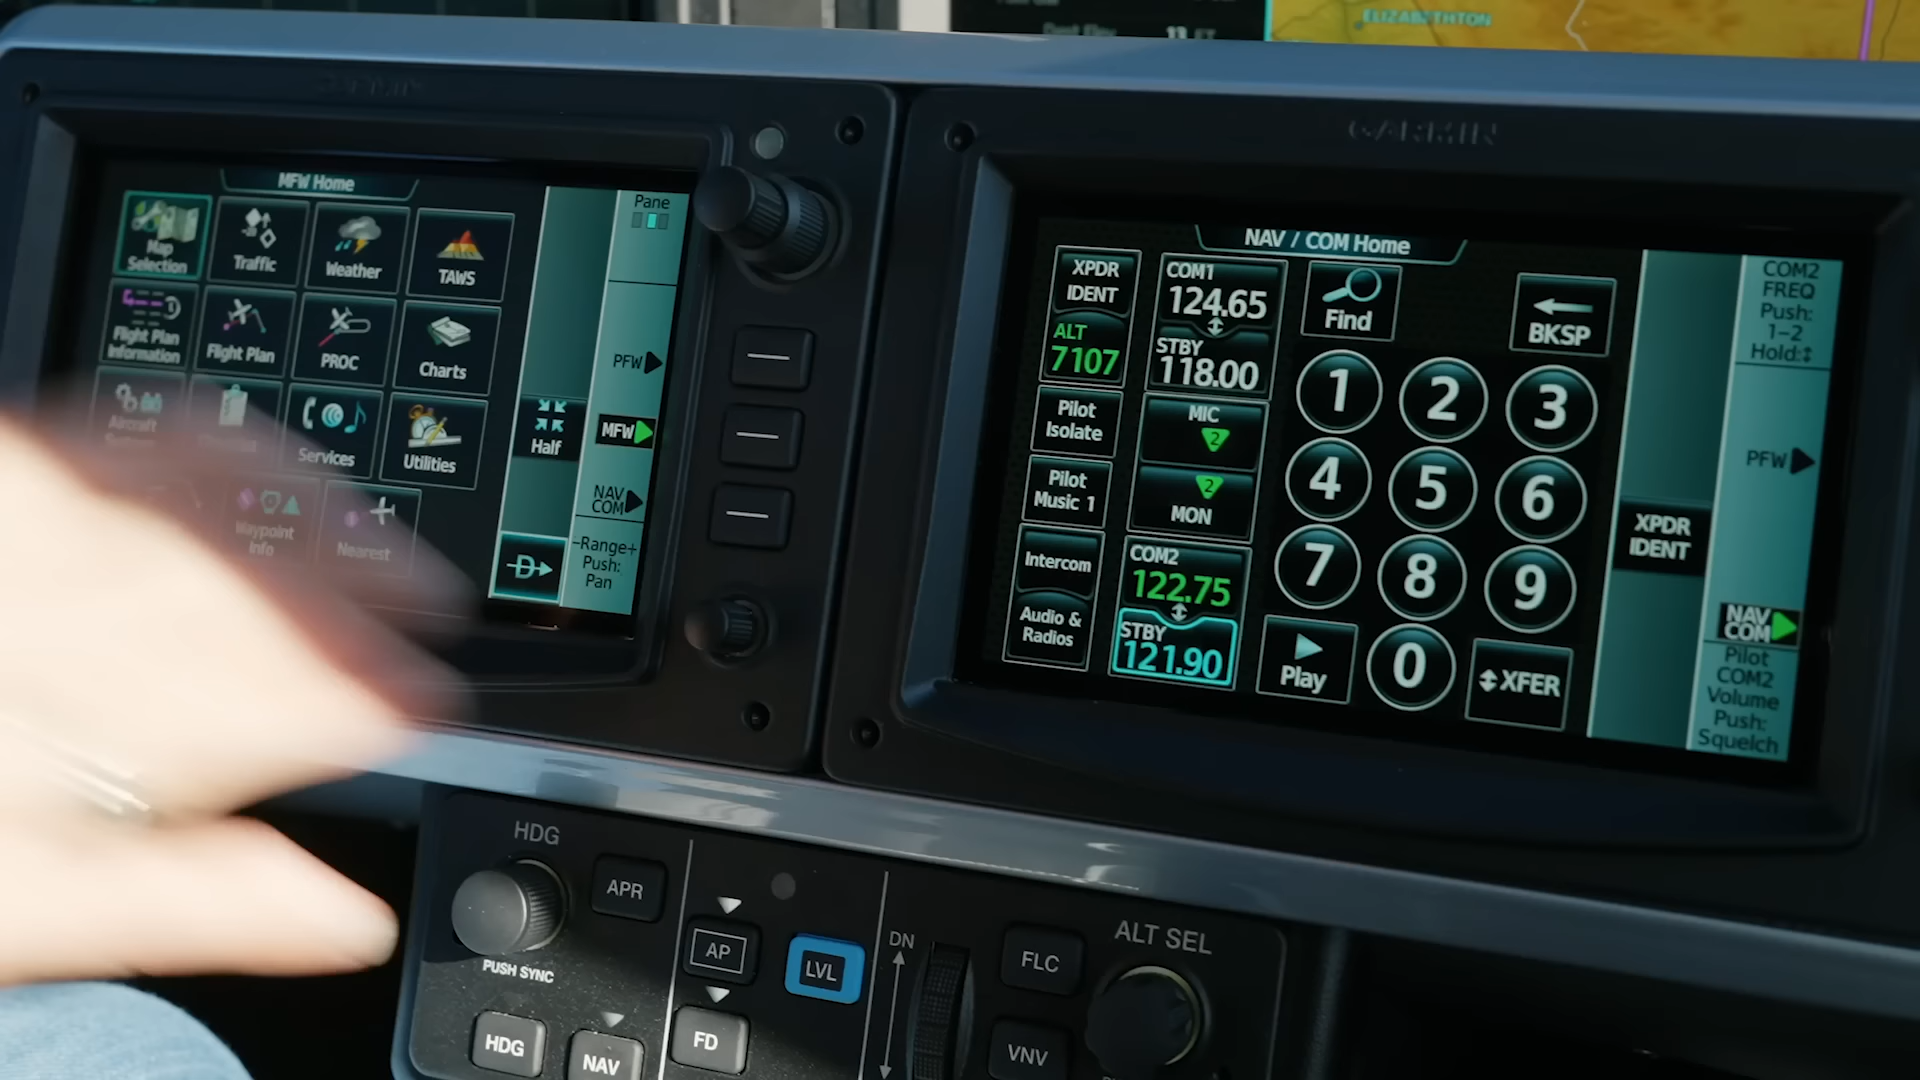 ELIZABETHTON
GARMIN
MFW Home
Map
Selection
Traffic
Weather
TAWS
Flight Plan
Information
Flight Plan
PROC
Charts
Aircraft
Services
Utilities
Waypoint
Info
Nearest
Half
D
Pane
PFW
MFW
NAV
COM
–Range+
Push:
Pan
NAV / COM Home
XPDR
IDENT
ALT
7107
Pilot
Isolate
Pilot
Music 1
Intercom
Audio &
Radios
COM1
124.65
STBY
118.00
MIC
2
2
MON
COM2
122.75
STBY
121.90
Find
BKSP
1 2 3
4 5 6
7 8 9
Play
0
XFER
XPDR
IDENT
COM2
FREQ
Push:
1–2
Hold:↕
PFW
NAV
COM
Pilot
COM2
Volume
Push:
Squelch
HDG
APR
PUSH SYNC
HDG
NAV
AP
LVL
FD
DN
FLC
VNV
ALT SEL